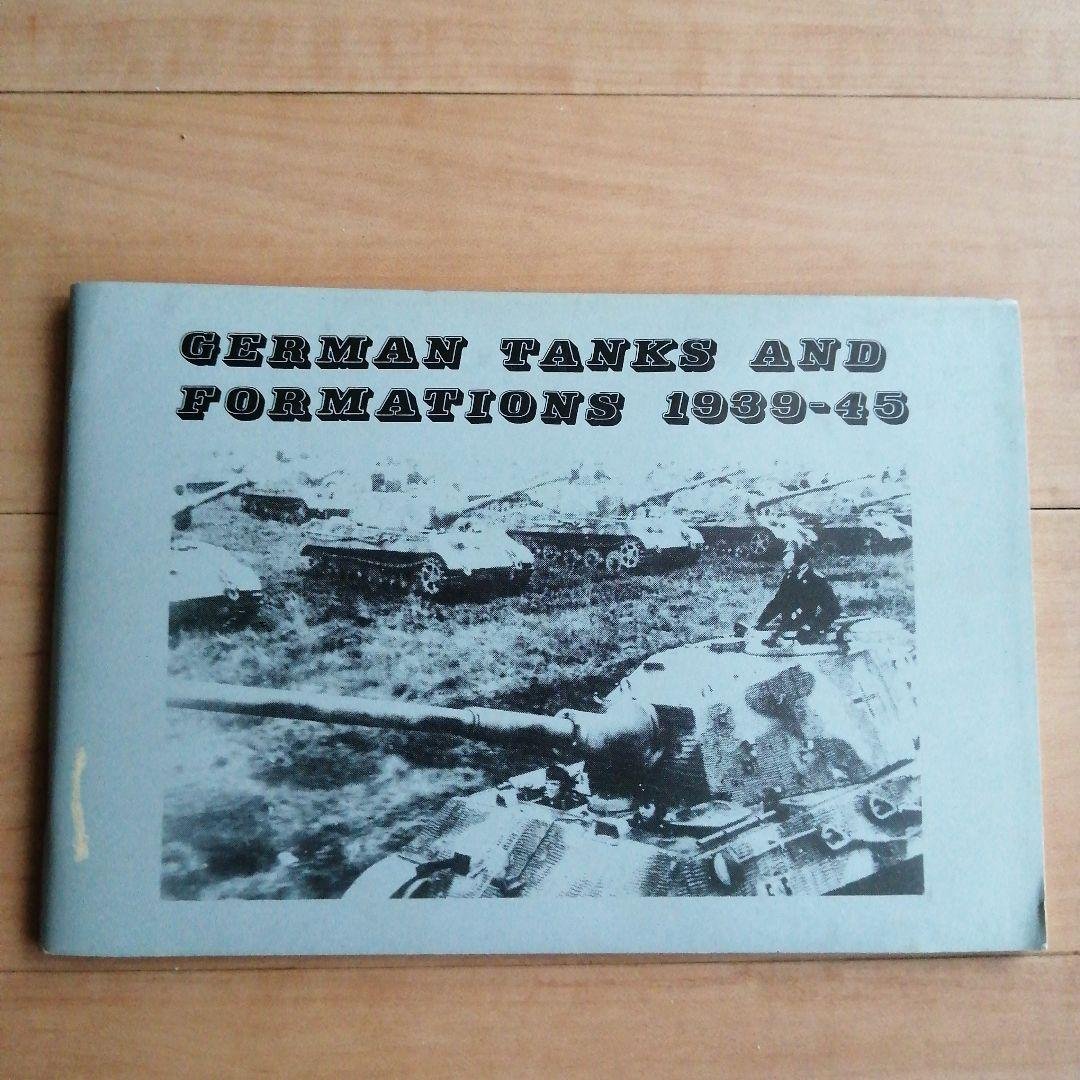 GERMAN TANKS AND
FORMATIONS 1939-45